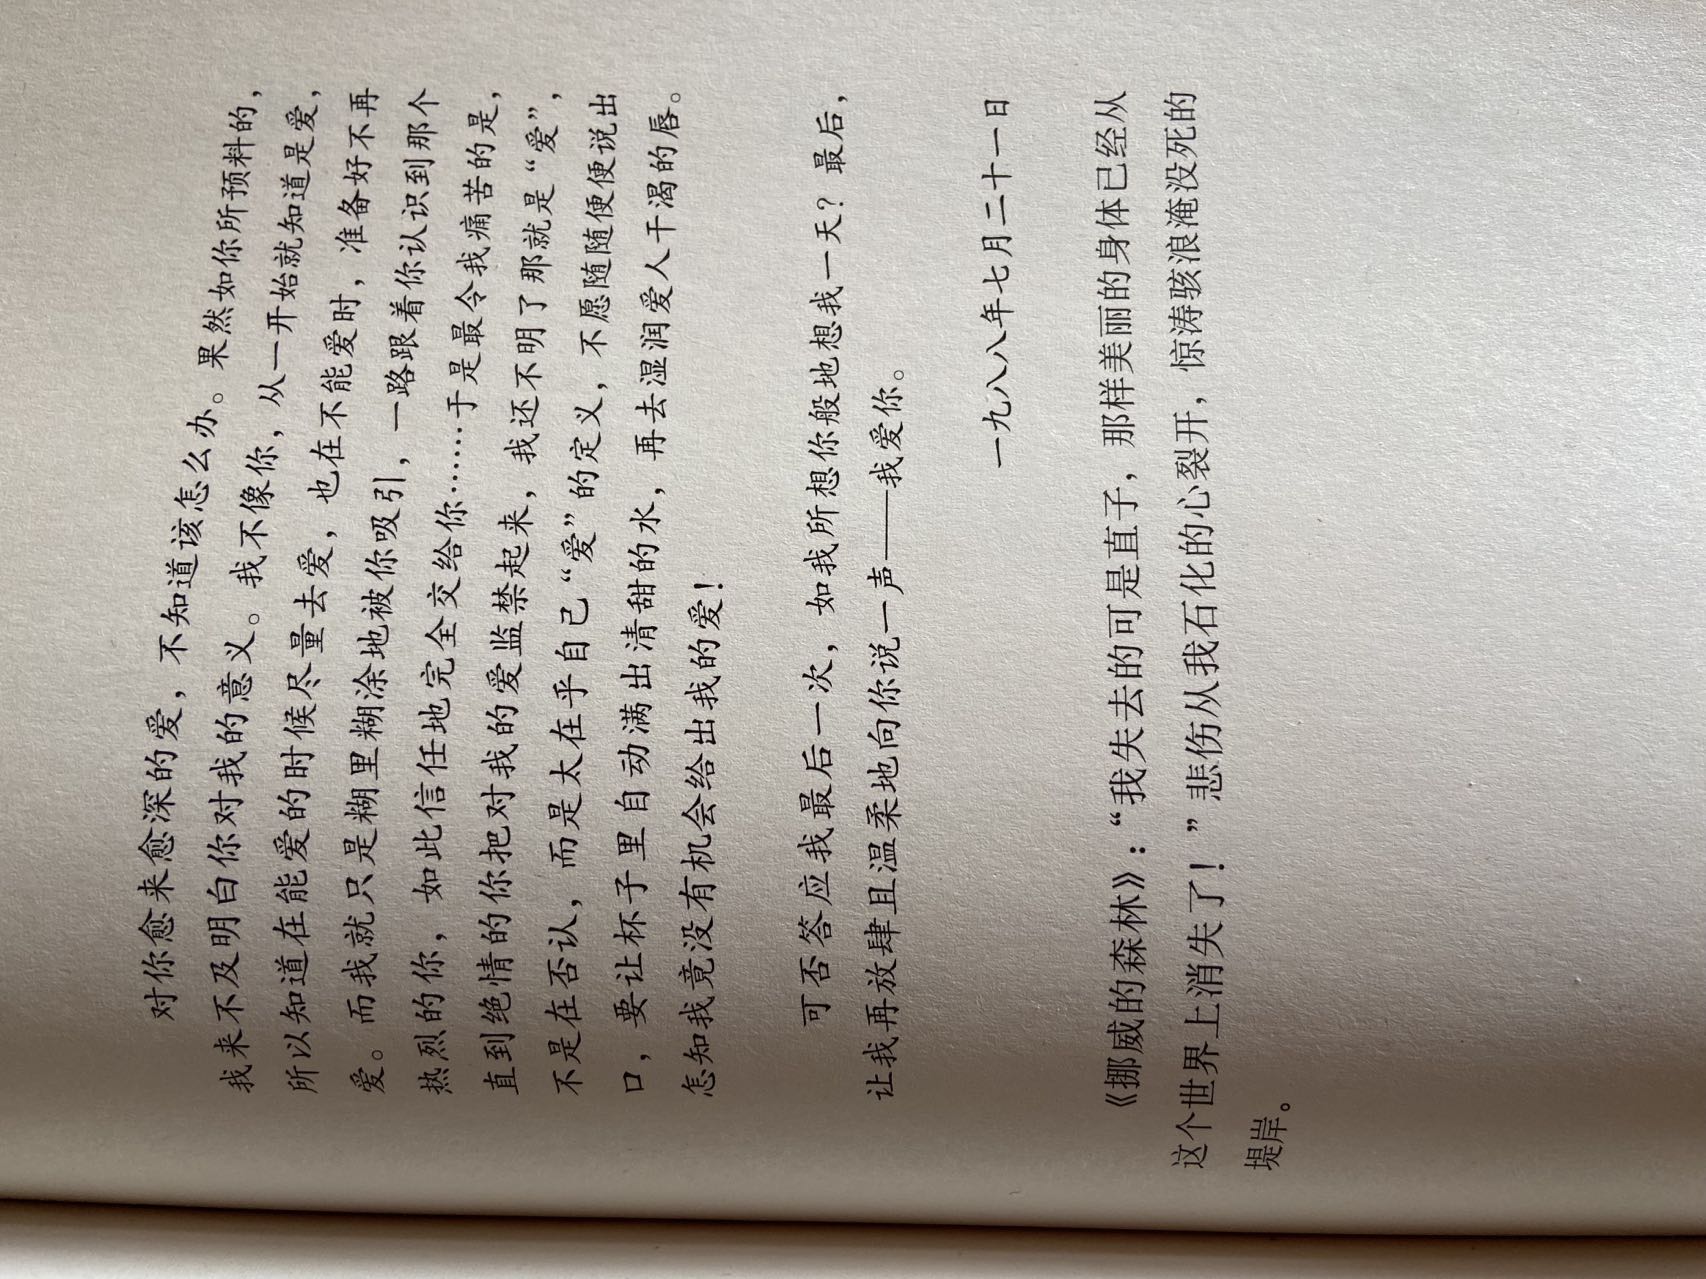 对你愈来愈深的爱，不知道该怎么办。果然如你所预料的，
我来不及明白你对我的意义。我不像你，从一开始就知道是爱，
所以知道在能爱的时候尽量去爱，也在不能爱时，准备好不再
爱。而我就只是糊里糊涂地被你吸引，一路跟着你认识到那个
热烈的你，如此信任地完全交给你……于是最令我痛苦的是，
直到绝情的你把对我的爱监禁起来，我还不明了那就是“爱”，
不是在否认，而是太在乎自己“爱”的定义，不愿随随便便说出
口，要让杯子里自动满出清甜的水，再去湿润爱人干渴的唇。
怎知我竟没有机会给出我的爱！
可否答应我最后一次，如我所想你般地想我一天？最后，
让我再放肆且温柔地向你说一声——我爱你。
一九八八年七月二十一日
《挪威的森林》：“我失去的可是直子，那样美丽的身体已经从
这个世界上消失了！”悲伤从我石化的心裂开，惊涛骇浪淹没死的
堤岸。